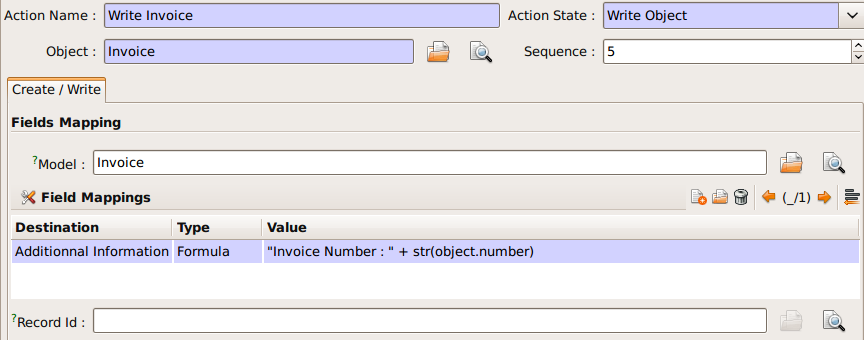 Action Name : Write Invoice Action State : Write Object
Object : Invoice Sequence : 5
Create / Write
Fields Mapping
?Model : Invoice
Field Mappings (_/1)
Destination Type Value
Additionnal Information Formula "Invoice Number : " + str(object.number)
?Record Id :